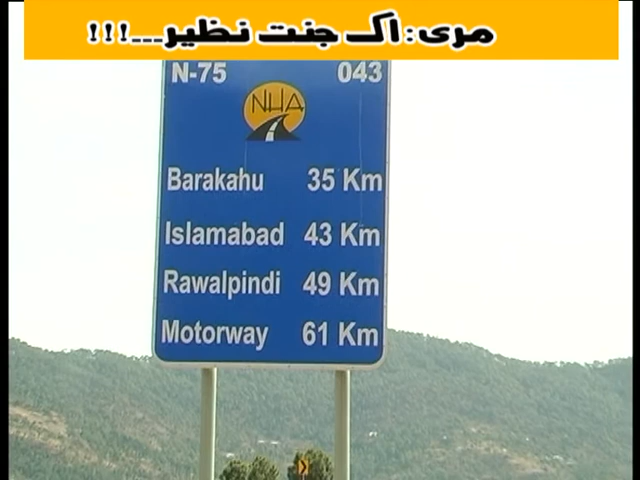 مری: اک جنت نظیر۔۔۔!!!
N-75 043
NHA
Barakahu 35 Km
Islamabad 43 Km
Rawalpindi 49 Km
Motorway 61 Km